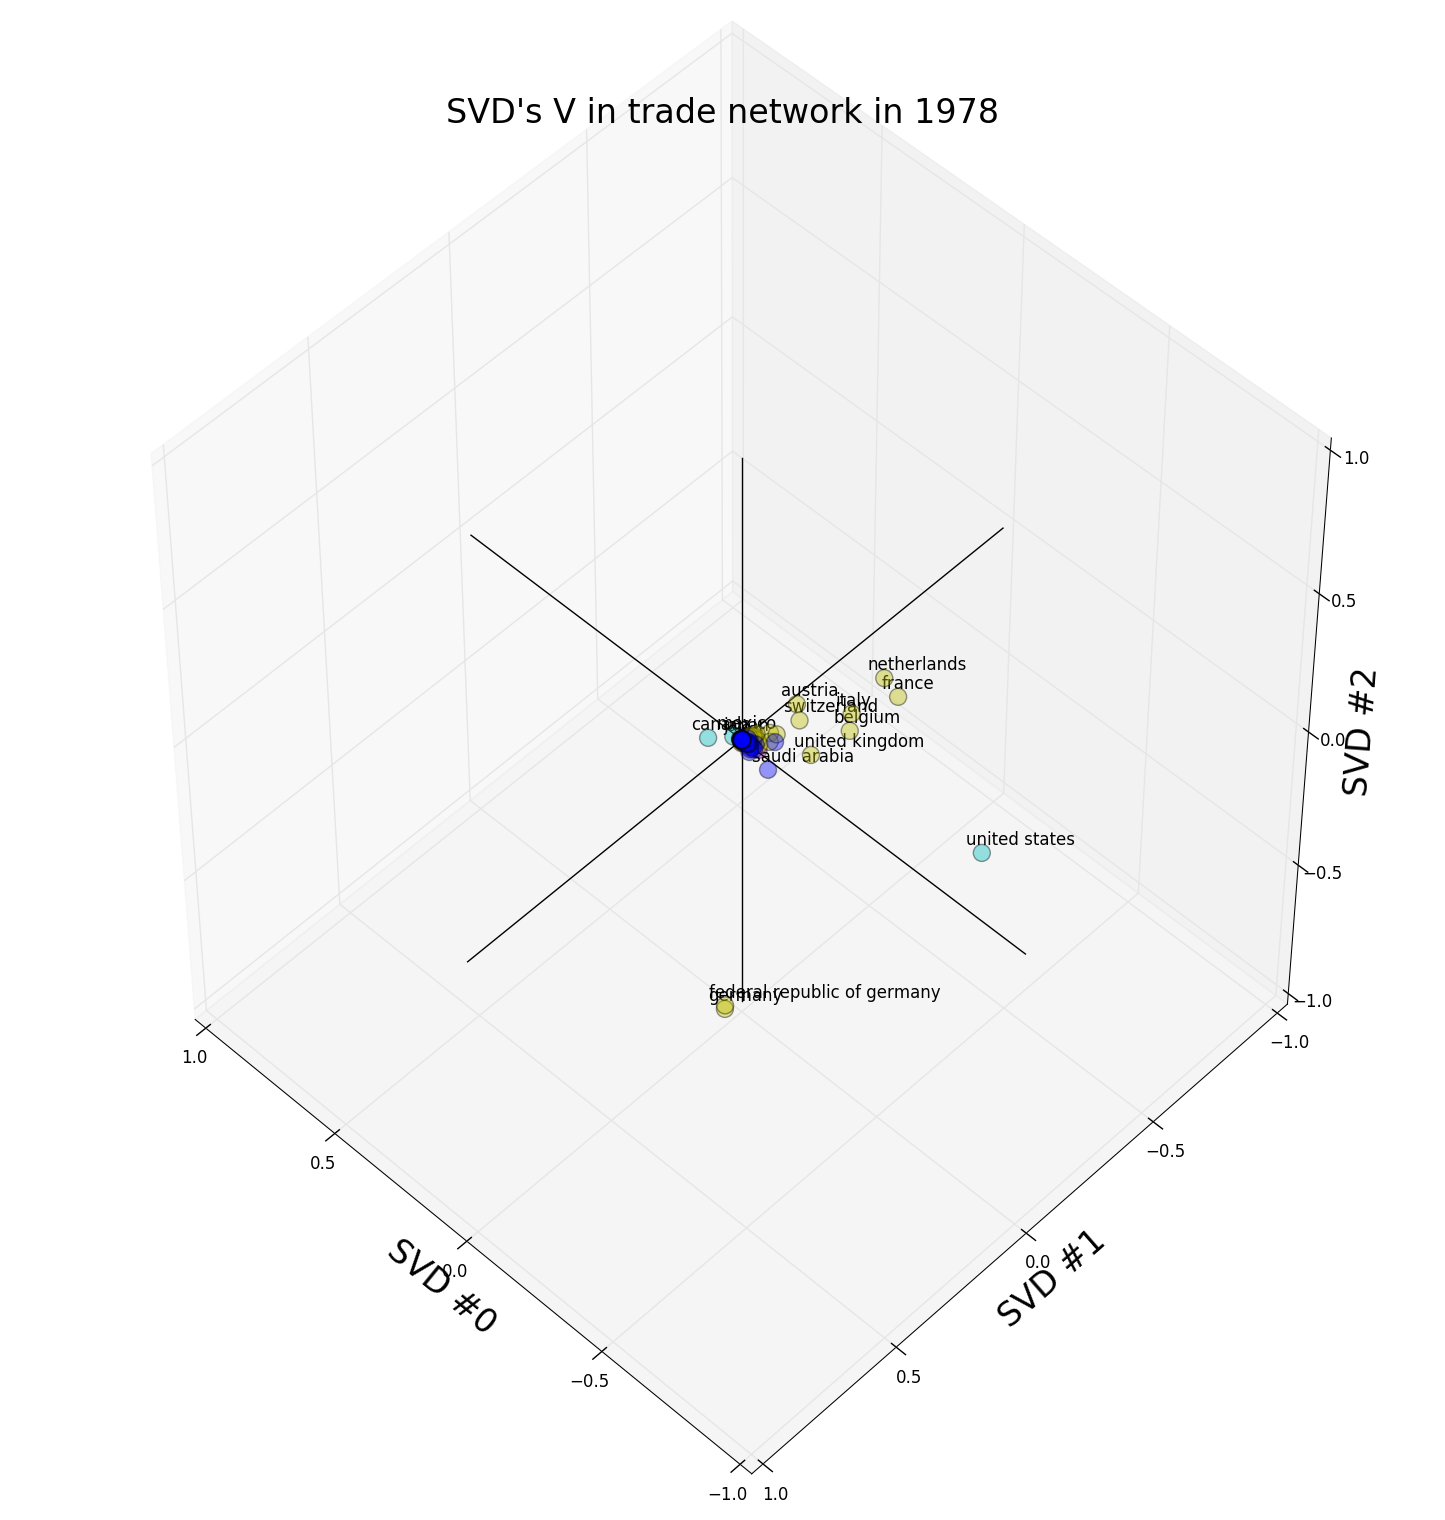 SVD's V in trade network in 1978
1.0
0.5
0.0
−0.5
−1.0
SVD #2
netherlands
france
austria
italy
switzerland
belgium
canada
mexico
united kingdom
saudi arabia
united states
federal republic of germany
germany
1.0
0.5
0.0
−0.5
−1.0
SVD #0
−1.0
−0.5
0.0
0.5
1.0
SVD #1